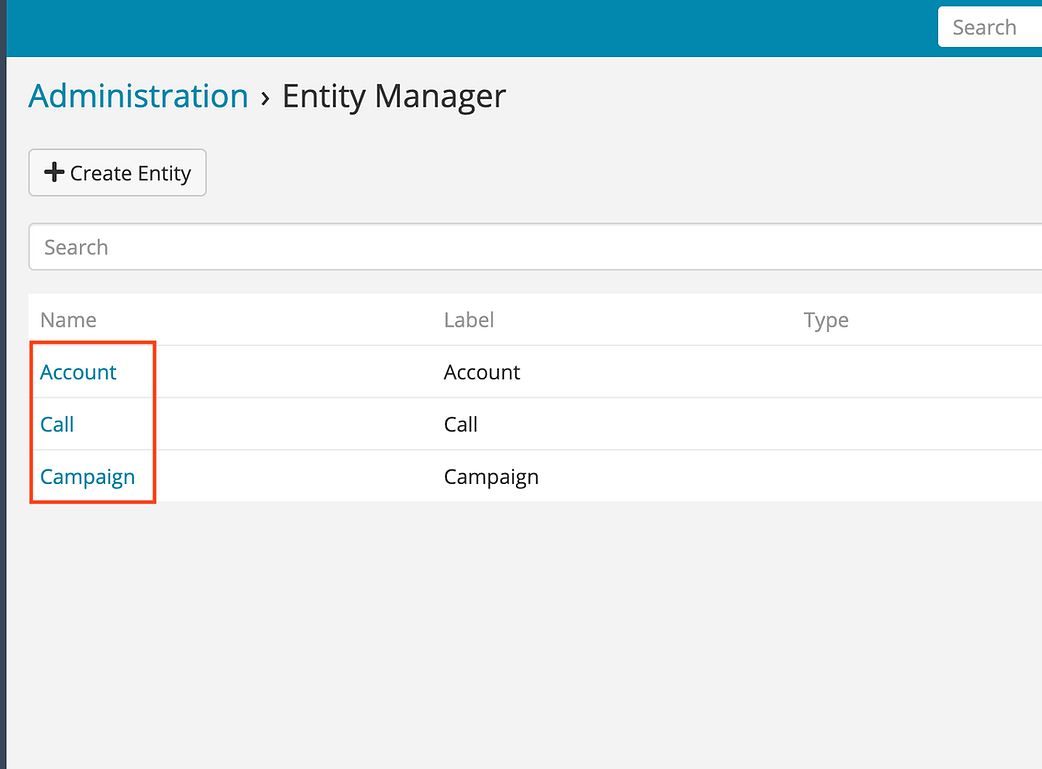 Search
Administration › Entity Manager
Create Entity
Search
Name Label Type
Account Account
Call Call
Campaign Campaign